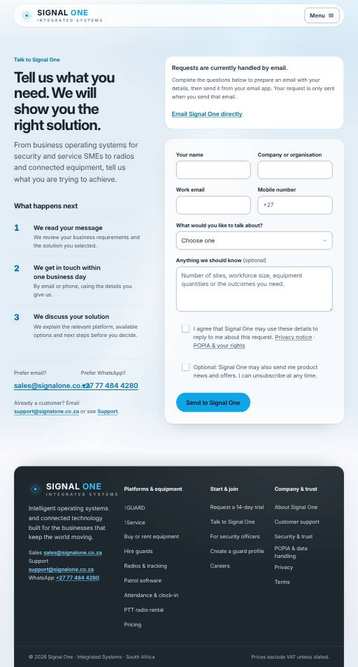 SIGNAL ONE
INTEGRATED SYSTEMS
Menu
Talk to Signal One
Tell us what you
need. We will
show you the
right solution.
From business operating systems for
security and service SMEs to radios
and connected equipment, tell us
what you are trying to achieve.
What happens next
1
We read your message
We review your business requirements and
the solution you selected.
2
We get in touch within
one business day
By email or phone, using the details you
give us.
3
We discuss your solution
We explain the relevant platform, available
options and next steps before you decide.
Prefer email?
Prefer WhatsApp?
sales@signalone.co.za
+27 77 484 4280
Already a customer? Email
support@signalone.co.za or see Support.
Requests are currently handled by email.
Complete the questions below to prepare an email with your
details, then send it from your email app. Your request is only sent
when you send that email.
Email Signal One directly
Your name
Company or organisation
Work email
Mobile number
+27
What would you like to talk about?
Choose one
Anything we should know (optional)
Number of sites, workforce size, equipment
quantities or the outcomes you need.
I agree that Signal One may use these details to
reply to me about this request. Privacy notice ·
POPIA & your rights
Optional: Signal One may also send me product
news and offers. I can unsubscribe at any time.
Send to Signal One
SIGNAL ONE
INTEGRATED SYSTEMS
Intelligent operating systems
and connected technology
built for the businesses that
keep the world moving.
Sales sales@signalone.co.za
Support
support@signalone.co.za
WhatsApp +27 77 484 4280
Platforms & equipment
1GUARD
1Service
Buy or rent equipment
Hire guards
Radios & tracking
Patrol software
Attendance & clock-in
PTT radio rental
Pricing
Start & join
Request a 14-day trial
Talk to Signal One
For security officers
Create a guard profile
Careers
Company & trust
About Signal One
Customer support
Security & trust
POPIA & data
handling
Privacy
Terms
© 2026 Signal One · Integrated Systems · South Africa
Prices exclude VAT unless stated.